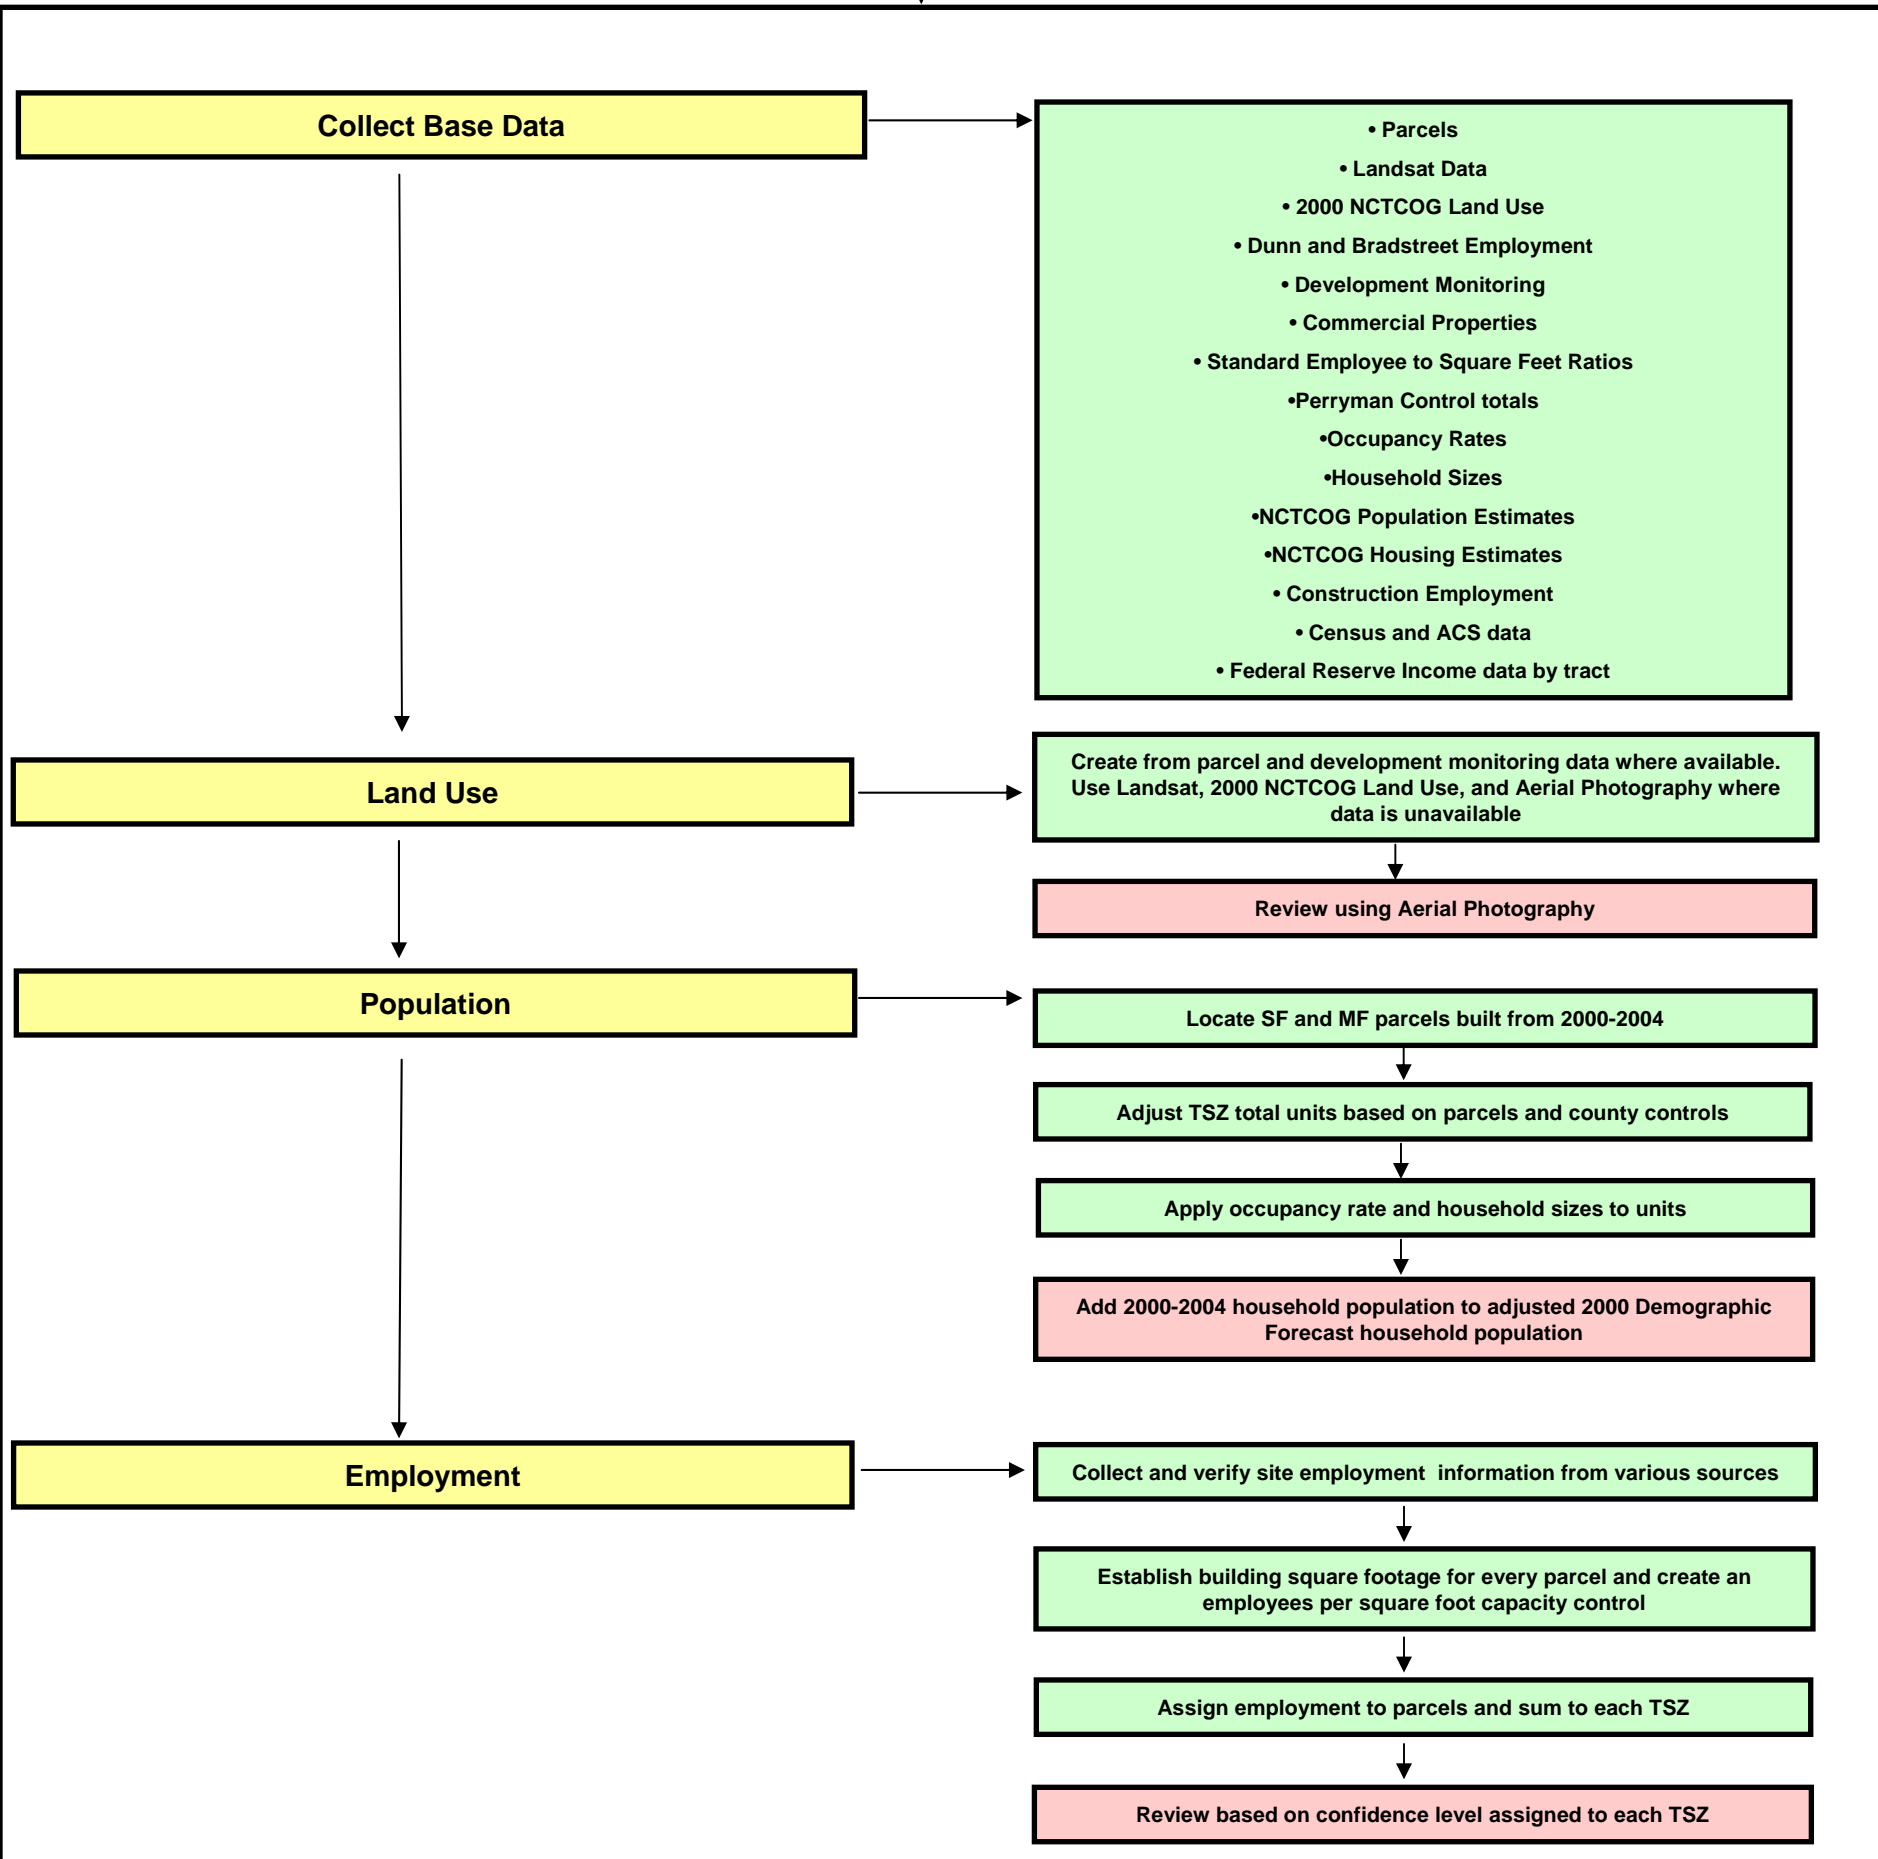 Collect Base Data
• Parcels
• Landsat Data
• 2000 NCTCOG Land Use
• Dunn and Bradstreet Employment
• Development Monitoring
• Commercial Properties
• Standard Employee to Square Feet Ratios
•Perryman Control totals
•Occupancy Rates
•Household Sizes
•NCTCOG Population Estimates
•NCTCOG Housing Estimates
• Construction Employment
• Census and ACS data
• Federal Reserve Income data by tract
Land Use
Create from parcel and development monitoring data where available.
Use Landsat, 2000 NCTCOG Land Use, and Aerial Photography where
data is unavailable
Review using Aerial Photography
Population
Locate SF and MF parcels built from 2000-2004
Adjust TSZ total units based on parcels and county controls
Apply occupancy rate and household sizes to units
Add 2000-2004 household population to adjusted 2000 Demographic
Forecast household population
Employment
Collect and verify site employment  information from various sources
Establish building square footage for every parcel and create an
employees per square foot capacity control
Assign employment to parcels and sum to each TSZ
Review based on confidence level assigned to each TSZ